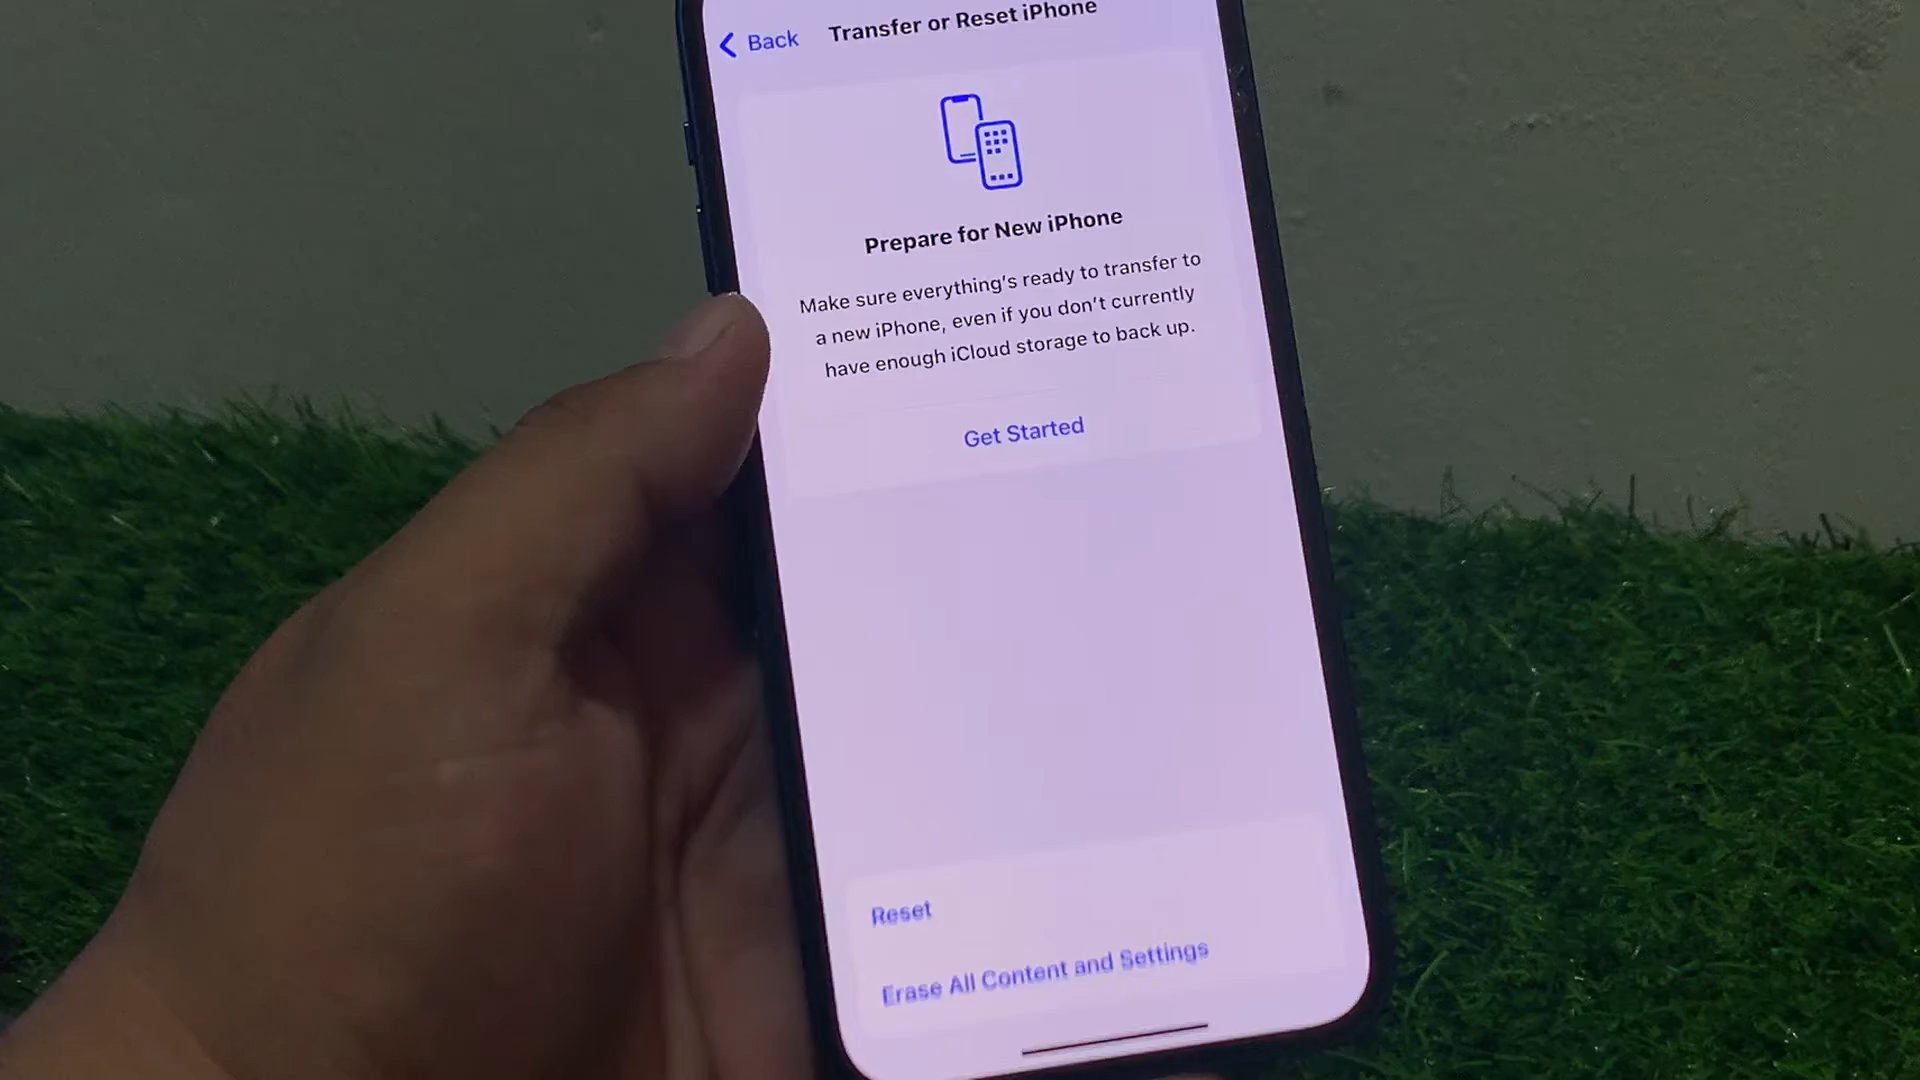 Back
Transfer or Reset iPhone
Prepare for New iPhone
Make sure everything's ready to transfer to
a new iPhone, even if you don't currently
have enough iCloud storage to back up.
Get Started
Reset
Erase All Content and Settings